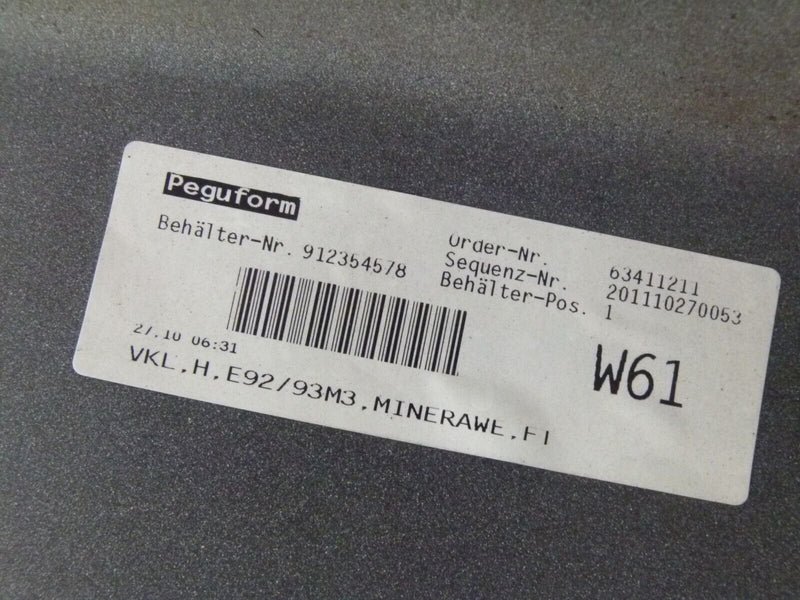 Peguform
Behälter-Nr. 912354578
Order-Nr. 63411211
Sequenz-Nr. 201110270053
Behälter-Pos. 1
27.10 06:31
W61
VKL.H.E92/93M3.MINERAWE.FT